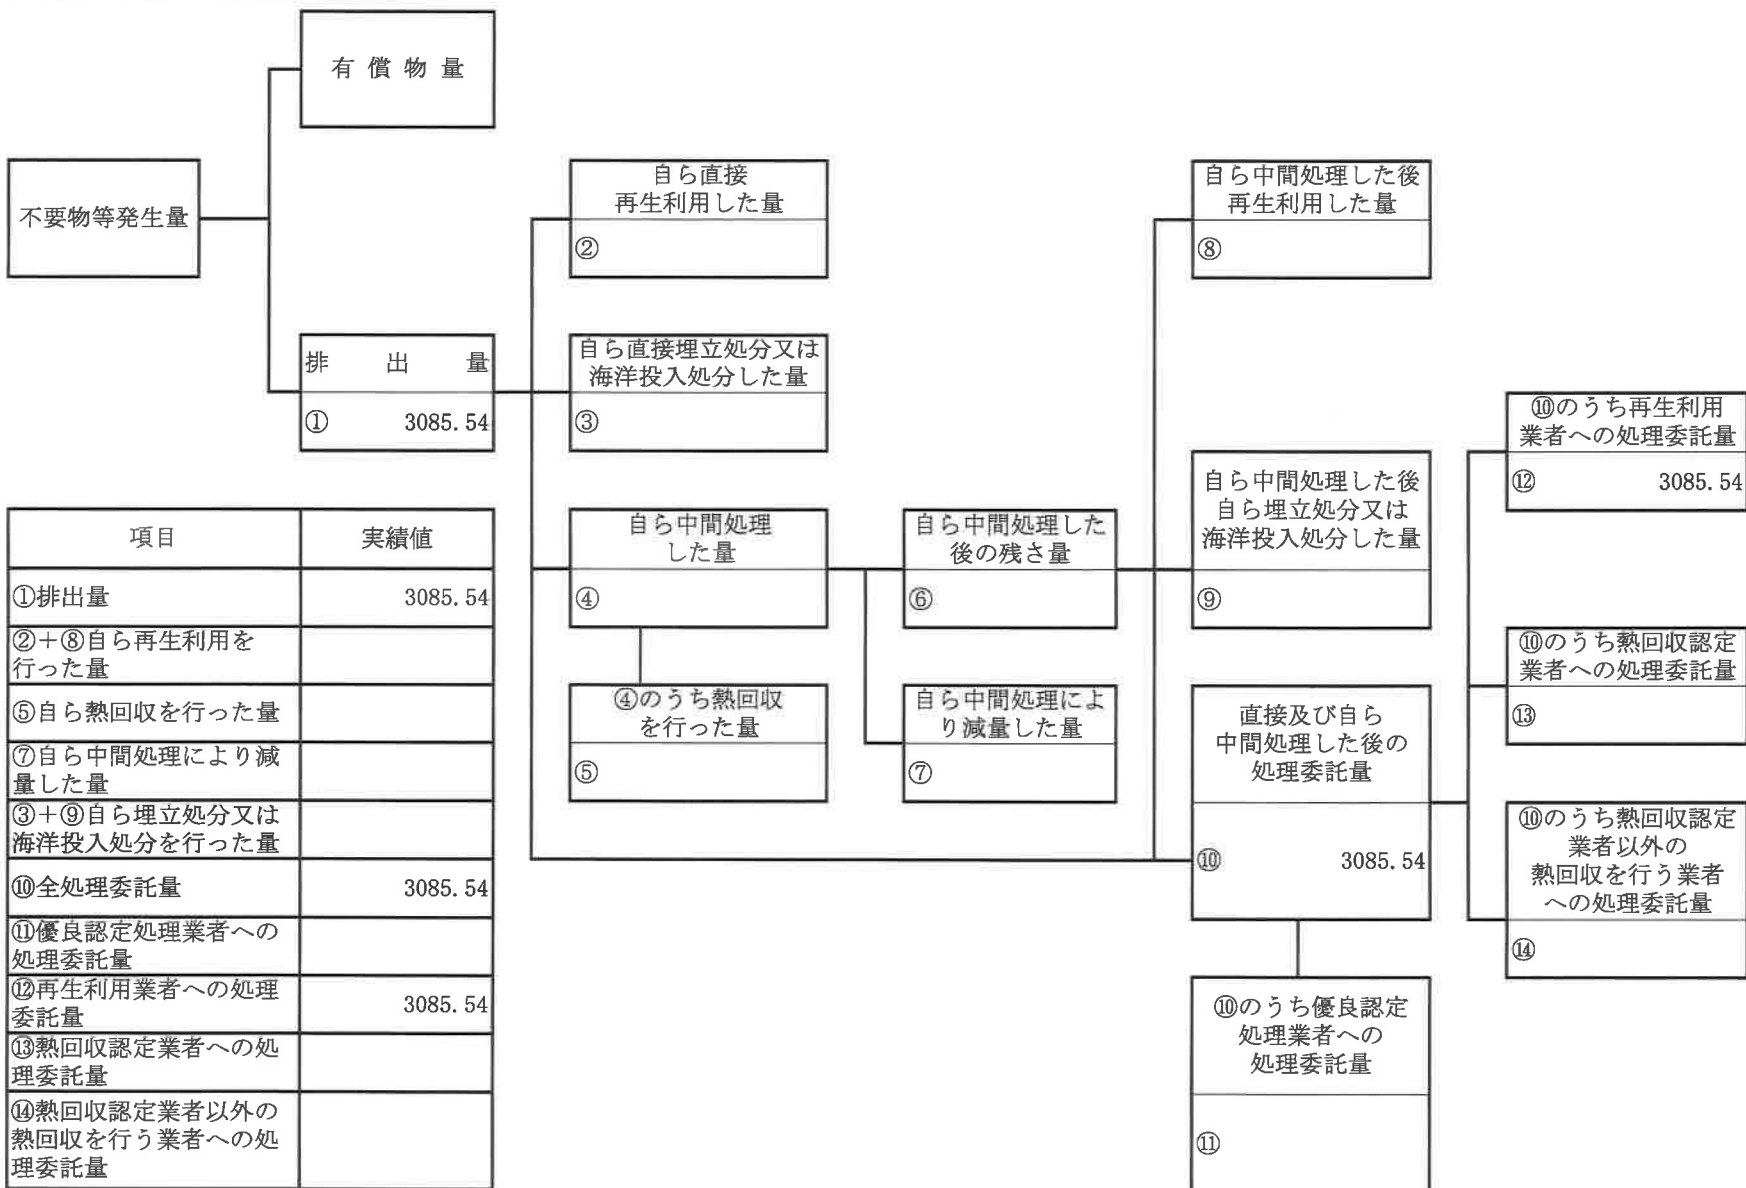 有償物量
不要物等発生量
自ら直接
再生利用した量
②
自ら中間処理した後
再生利用した量
⑧
排出量
① 3085.54
自ら直接埋立処分又は
海洋投入処分した量
③
⑩のうち再生利用
業者への処理委託量
⑫ 3085.54
自ら中間処理
した量
④
自ら中間処理した
後の残さ量
⑥
自ら中間処理した後
自ら埋立処分又は
海洋投入処分した量
⑨
⑩のうち熱回収認定
業者への処理委託量
⑬
④のうち熱回収
を行った量
⑤
自ら中間処理によ
り減量した量
⑦
直接及び自ら
中間処理した後の
処理委託量
⑩ 3085.54
⑩のうち熱回収認定
業者以外の
熱回収を行う業者
への処理委託量
⑭
⑩のうち優良認定
処理業者への
処理委託量
⑪
項目 実績値
①排出量 3085.54
②+⑧自ら再生利用を
行った量
⑤自ら熱回収を行った量
⑦自ら中間処理により減
量した量
③+⑨自ら埋立処分又は
海洋投入処分を行った量
⑩全処理委託量 3085.54
⑪優良認定処理業者への
処理委託量
⑫再生利用業者への処理
委託量 3085.54
⑬熱回収認定業者への処
理委託量
⑭熱回収認定業者以外の
熱回収を行う業者への処
理委託量